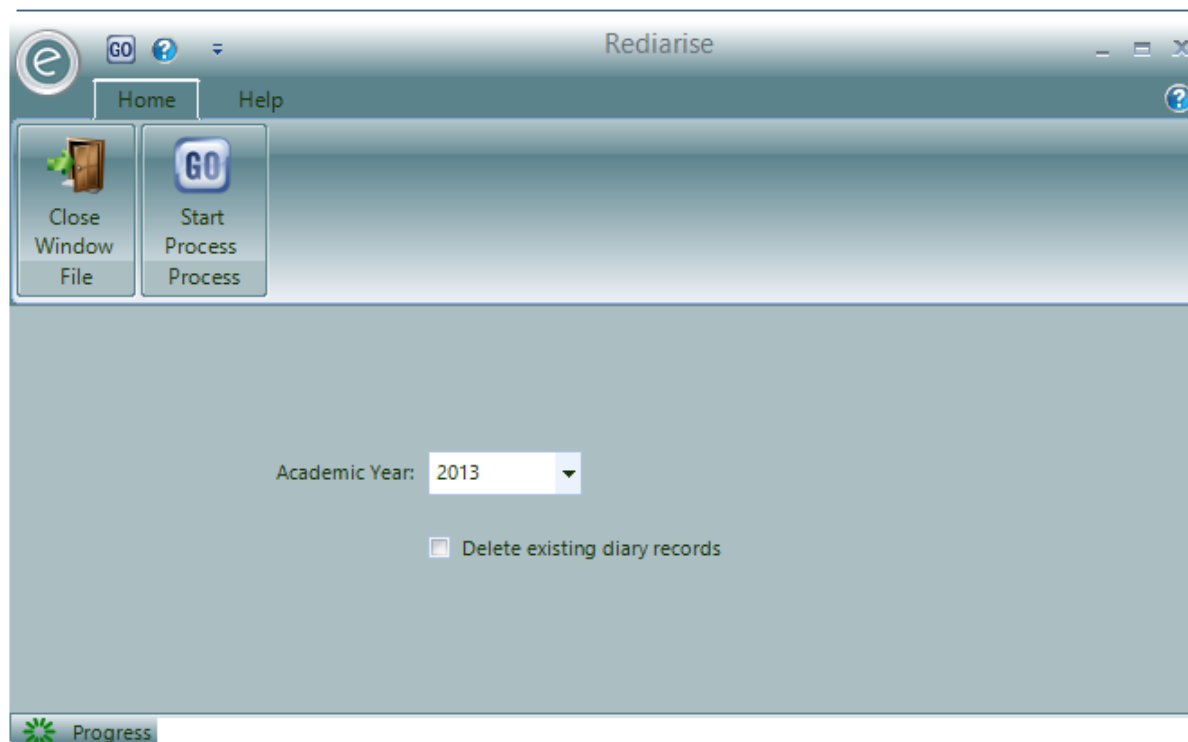 e GO ? Rediarise
Home Help ?
GO
Close Window
Start Process
File
Process
Academic Year: 2013
Delete existing diary records
Progress